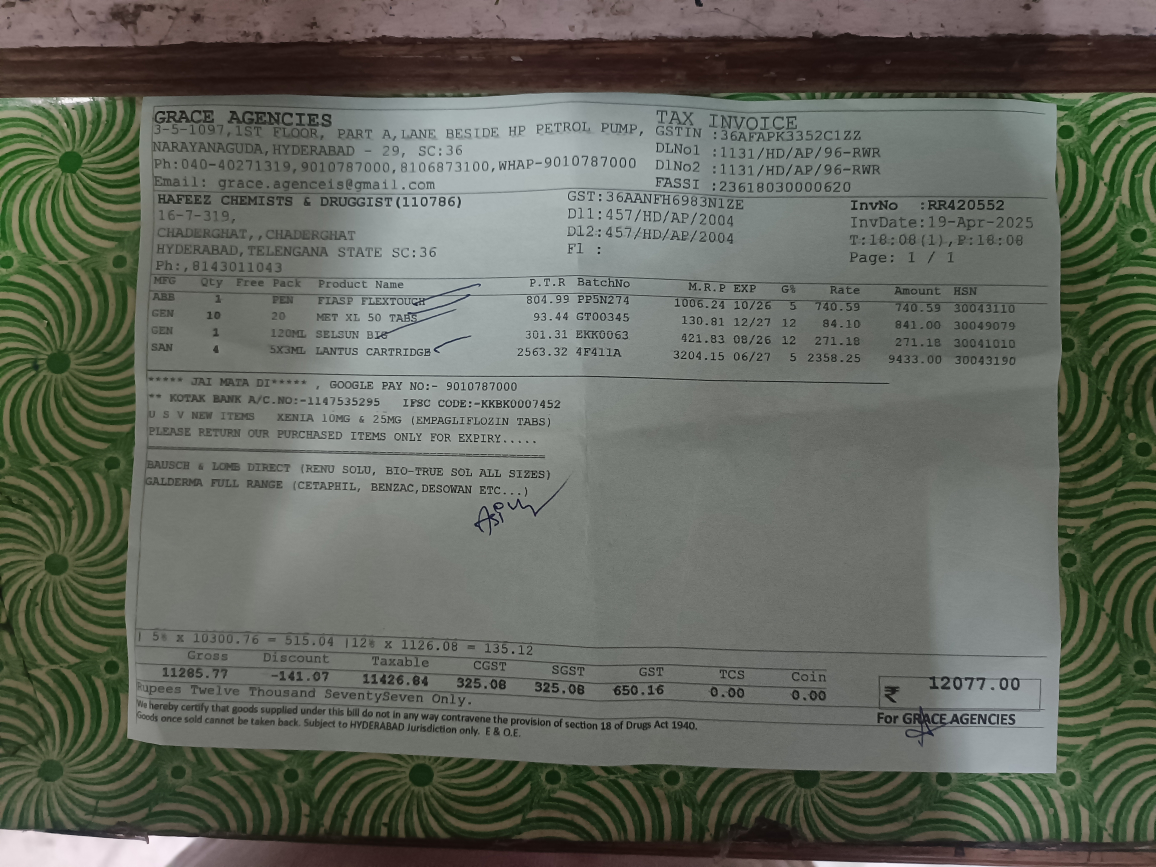 GRACE AGENCIES
3-5-1097,1ST FLOOR, PART A,LANE BESIDE HP PETROL PUMP,
NARAYANAGUDA,HYDERABAD - 29, SC:36
Ph:040-40271319,9010787000,8106873100,WHAP-9010787000
Email: grace.agenceis@gmail.com
TAX INVOICE
GSTIN :36AFAPK3352C1ZZ
DLNo1 :1131/HD/AP/96-RWR
DlNo2 :1131/HD/AP/96-RWR
FASSI :23618030000620
HAFEEZ CHEMISTS & DRUGGIST(110786)
16-7-319,
CHADERGHAT,,CHADERGHAT
HYDERABAD,TELENGANA STATE SC:36
Ph:,8143011043
GST:36AANFH6983N1ZE
Dl1:457/HD/AP/2004
Dl2:457/HD/AP/2004
Fl :
InvNo :RR420552
InvDate:19-Apr-2025
T:18:08(1),P:18:08
Page: 1 / 1
MFG Qty Free Pack Product Name P.T.R BatchNo M.R.P EXP G% Rate Amount HSN
ABB 1 PEN FIASP FLEXTOUCH 804.99 PP5N274 1006.24 10/26 5 740.59 740.59 30043110
GEN 10 20 MET XL 50 TABS 93.44 GT00345 130.81 12/27 12 84.10 841.00 30049079
GEN 1 120ML SELSUN BIG 301.31 EKK0063 421.83 08/26 12 271.18 271.18 30041010
SAN 4 5X3ML LANTUS CARTRIDGE 2563.32 4F411A 3204.15 06/27 5 2358.25 9433.00 30043190
***** JAI MATA DI***** , GOOGLE PAY NO:- 9010787000
** KOTAK BANK A/C.NO:-1147535295 IFSC CODE:-KKBK0007452
U S V NEW ITEMS XENIA 10MG & 25MG (EMPAGLIFLOZIN TABS)
PLEASE RETURN OUR PURCHASED ITEMS ONLY FOR EXPIRY.....
BAUSCH & LOMB DIRECT (RENU SOLU, BIO-TRUE SOL ALL SIZES)
GALDERMA FULL RANGE (CETAPHIL, BENZAC,DESOWAN ETC...)
| 5% x 10300.76 = 515.04 |12% x 1126.08 = 135.12
Gross Discount Taxable CGST SGST GST TCS Coin
11285.77 -141.07 11426.84 325.08 325.08 650.16 0.00 0.00
₹ 12077.00
Rupees Twelve Thousand SeventySeven Only.
We hereby certify that goods supplied under this bill do not in any way contravene the provision of section 18 of Drugs Act 1940.
Goods once sold cannot be taken back. Subject to HYDERABAD Jurisdiction only. E & O.E.
For GRACE AGENCIES